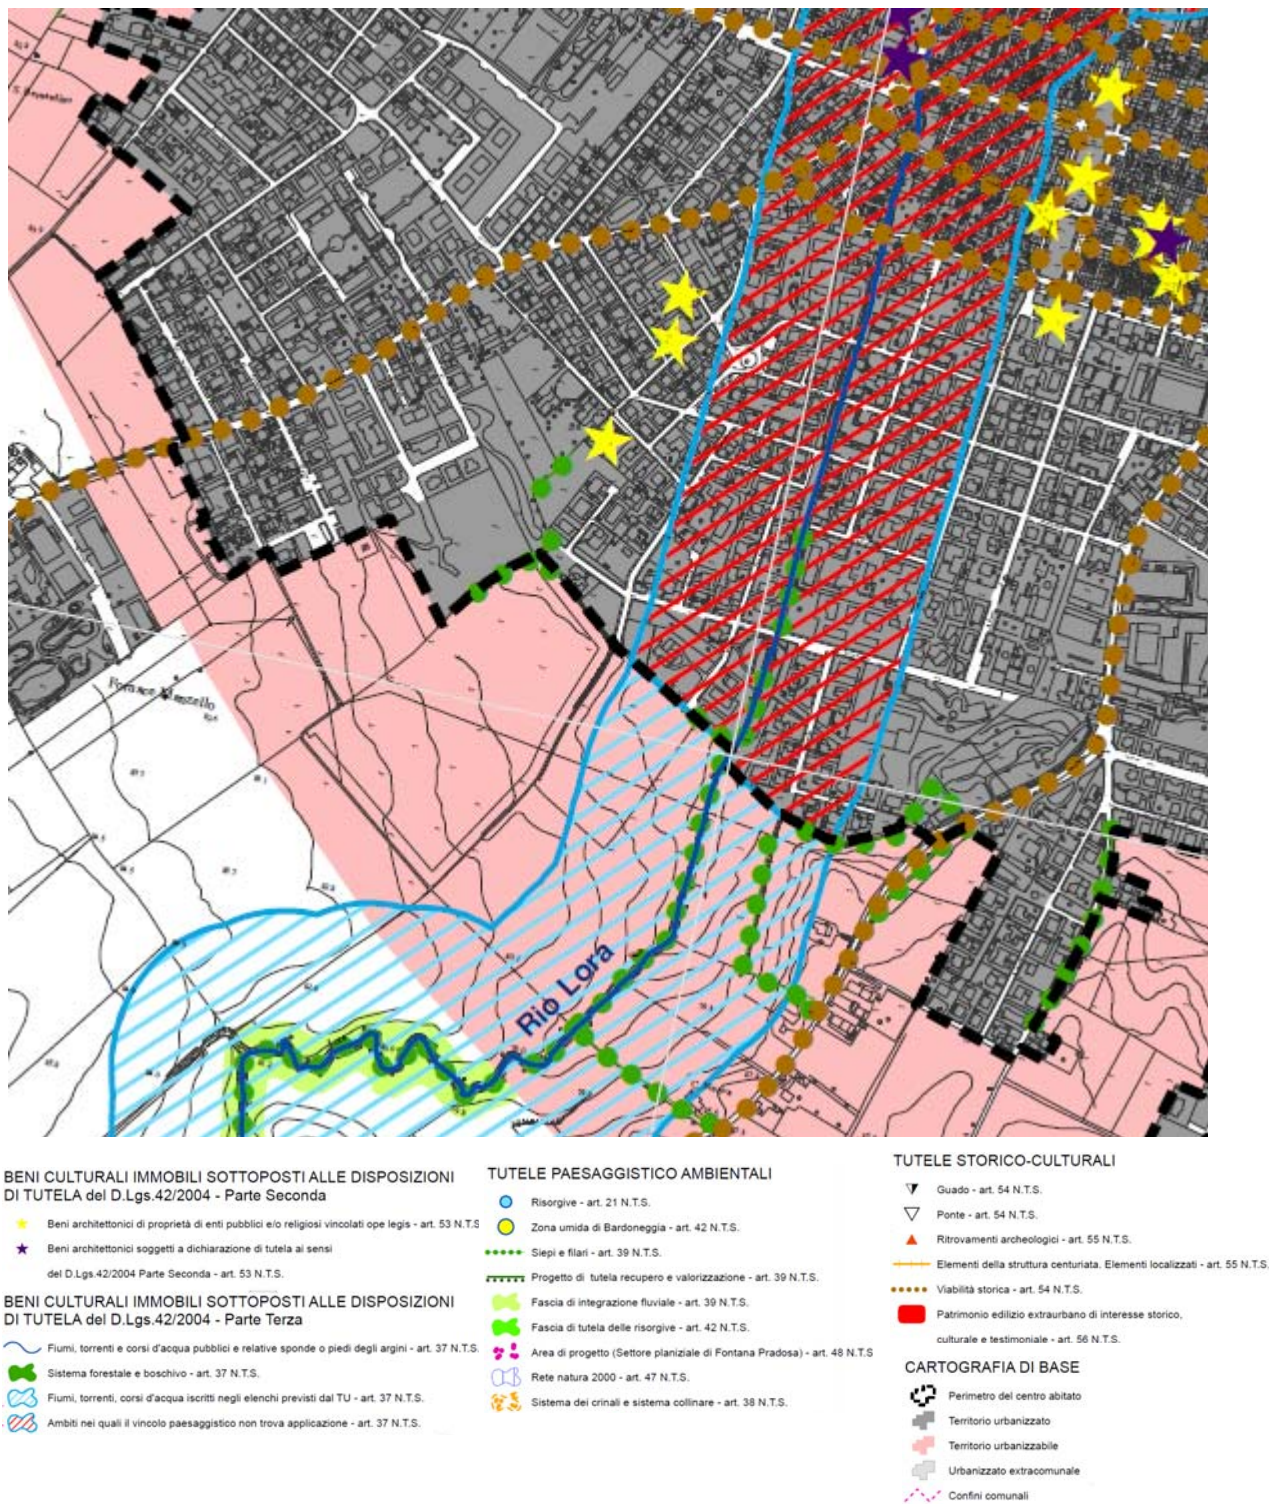 Rio Lora
BENI CULTURALI IMMOBILI SOTTOPOSTI ALLE DISPOSIZIONI
DI TUTELA del D.Lgs.42/2004 - Parte Seconda
Beni architettonici di proprietà di enti pubblici e/o religiosi vincolati ope legis - art. 53 N.T.S
Beni architettonici soggetti a dichiarazione di tutela ai sensi
del D.Lgs.42/2004 Parte Seconda - art. 53 N.T.S.
BENI CULTURALI IMMOBILI SOTTOPOSTI ALLE DISPOSIZIONI
DI TUTELA del D.Lgs.42/2004 - Parte Terza
Fiumi, torrenti e corsi d'acqua pubblici e relative sponde o piedi degli argini - art. 37 N.T.S.
Sistema forestale e boschivo - art. 37 N.T.S.
Fiumi, torrenti, corsi d'acqua iscritti negli elenchi previsti dal TU - art. 37 N.T.S.
Ambiti nei quali il vincolo paesaggistico non trova applicazione - art. 37 N.T.S.
TUTELE PAESAGGISTICO AMBIENTALI
Risorgive - art. 21 N.T.S.
Zona umida di Bardoneggia - art. 42 N.T.S.
Siepi e filari - art. 39 N.T.S.
Progetto di tutela recupero e valorizzazione - art. 39 N.T.S.
Fascia di integrazione fluviale - art. 39 N.T.S.
Fascia di tutela delle risorgive - art. 42 N.T.S.
Area di progetto (Settore planiziale di Fontana Pradosa) - art. 48 N.T.S
Rete natura 2000 - art. 47 N.T.S.
Sistema dei crinali e sistema collinare - art. 38 N.T.S.
TUTELE STORICO-CULTURALI
Guado - art. 54 N.T.S.
Ponte - art. 54 N.T.S.
Ritrovamenti archeologici - art. 55 N.T.S.
Elementi della struttura centuriata. Elementi localizzati - art. 55 N.T.S.
Viabilità storica - art. 54 N.T.S.
Patrimonio edilizio extraurbano di interesse storico,
culturale e testimoniale - art. 56 N.T.S.
CARTOGRAFIA DI BASE
Perimetro del centro abitato
Territorio urbanizzato
Territorio urbanizzabile
Urbanizzato extracomunale
Confini comunali